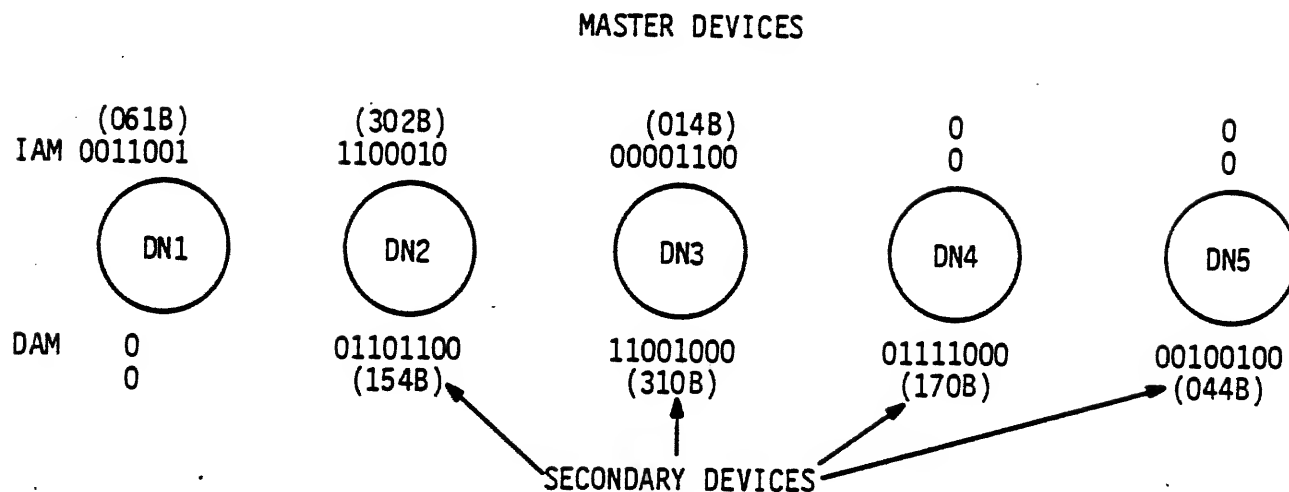 MASTER DEVICES
(061B) (302B) (014B) 0 0
IAM 0011001 1100010 00001100 0 0
DN1 DN2 DN3 DN4 DN5
DAM 0 01101100 11001000 01111000 00100100
0 (154B) (310B) (170B) (044B)
SECONDARY DEVICES